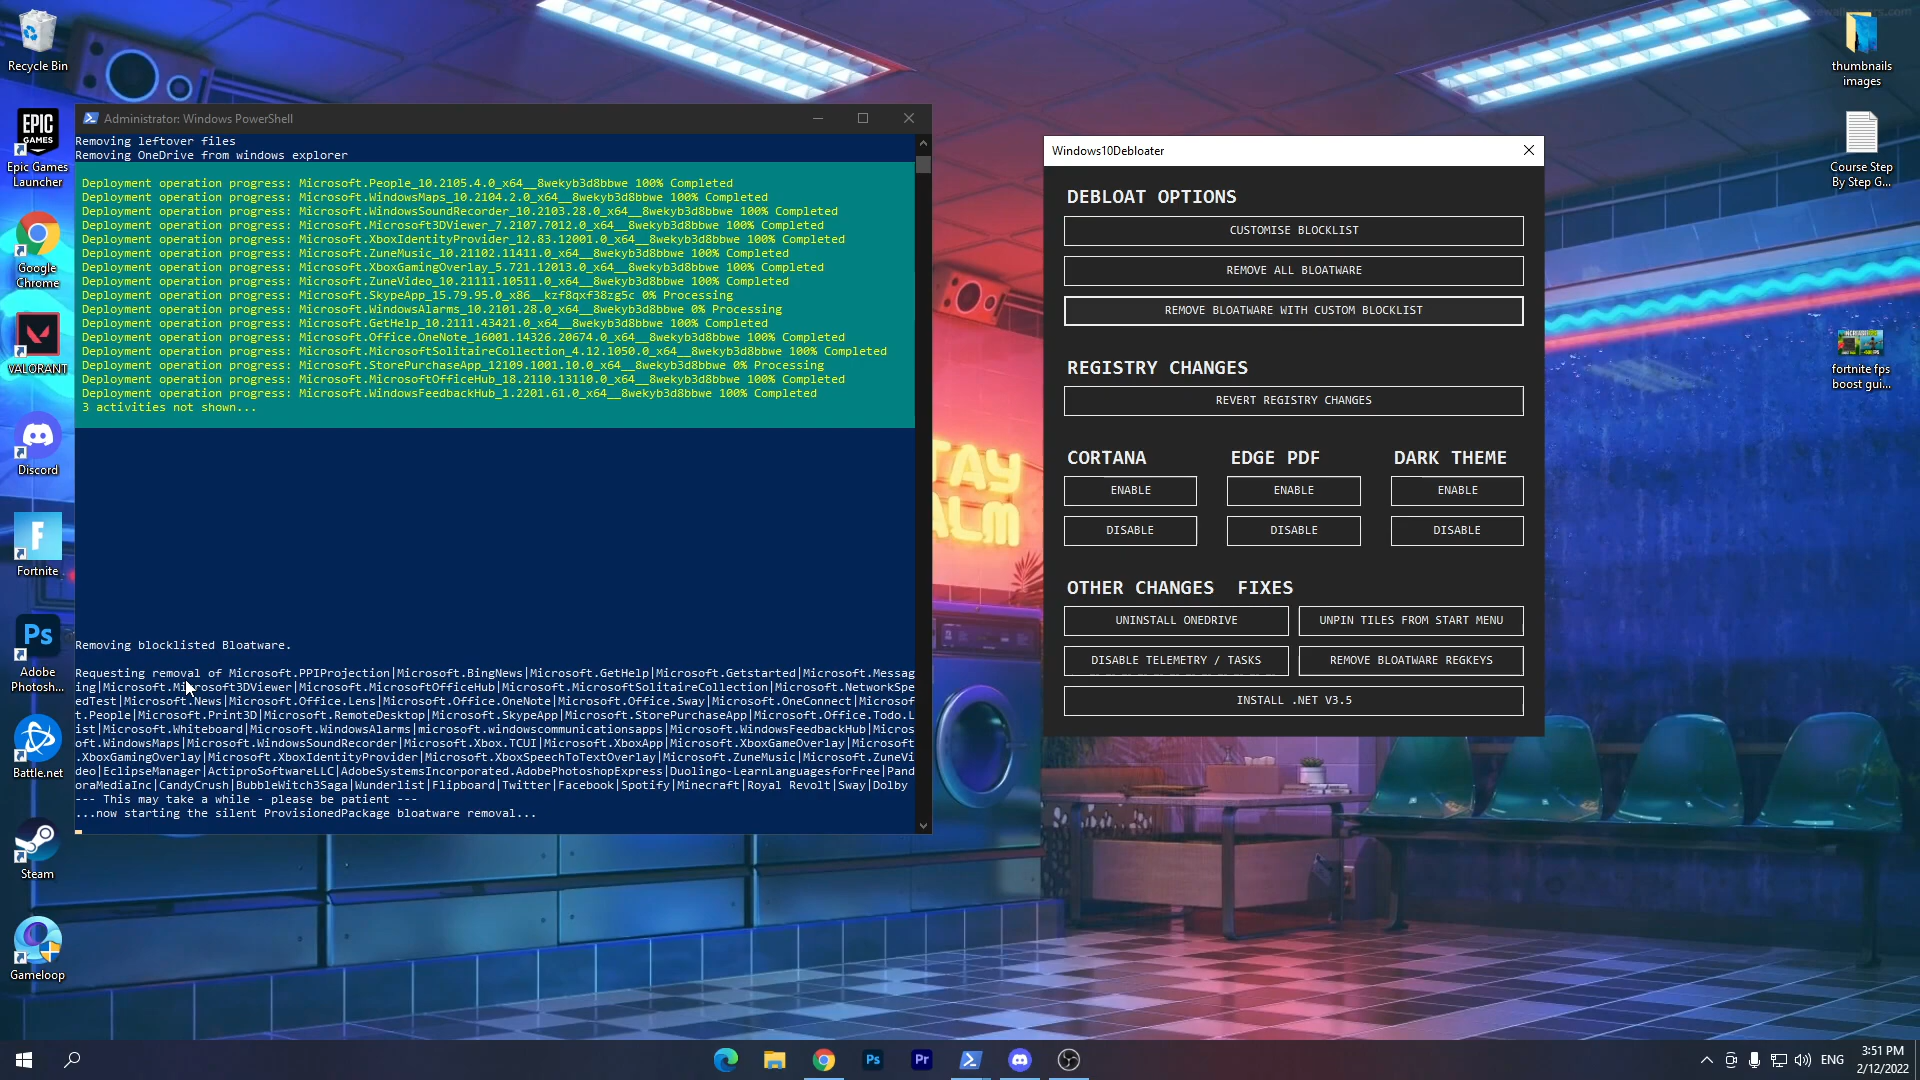 Recycle Bin
Epic Games
Launcher
Google
Chrome
VALORANT
Discord
Fortnite
Adobe
Photosh...
Battle.net
Steam
Gameloop
EPIC
GAMES
Ps
Administrator: Windows PowerShell
Removing leftover files
Removing OneDrive from windows explorer
Deployment operation progress: Microsoft.People_10.2105.4.0_x64__8wekyb3d8bbwe 100% Completed
Deployment operation progress: Microsoft.WindowsMaps_10.2104.2.0_x64__8wekyb3d8bbwe 100% Completed
Deployment operation progress: Microsoft.WindowsSoundRecorder_10.2103.28.0_x64__8wekyb3d8bbwe 100% Completed
Deployment operation progress: Microsoft.Microsoft3DViewer_7.2107.7012.0_x64__8wekyb3d8bbwe 100% Completed
Deployment operation progress: Microsoft.XboxIdentityProvider_12.83.12001.0_x64__8wekyb3d8bbwe 100% Completed
Deployment operation progress: Microsoft.ZuneMusic_10.21102.11411.0_x64__8wekyb3d8bbwe 100% Completed
Deployment operation progress: Microsoft.XboxGamingOverlay_5.721.12013.0_x64__8wekyb3d8bbwe 100% Completed
Deployment operation progress: Microsoft.ZuneVideo_10.21111.10511.0_x64__8wekyb3d8bbwe 100% Completed
Deployment operation progress: Microsoft.SkypeApp_15.79.95.0_x86__kzf8qxf38zg5c 0% Processing
Deployment operation progress: Microsoft.WindowsAlarms_10.2101.28.0_x64__8wekyb3d8bbwe 0% Processing
Deployment operation progress: Microsoft.GetHelp_10.2111.43421.0_x64__8wekyb3d8bbwe 100% Completed
Deployment operation progress: Microsoft.Office.OneNote_16001.14326.20674.0_x64__8wekyb3d8bbwe 100% Completed
Deployment operation progress: Microsoft.MicrosoftSolitaireCollection_4.12.1050.0_x64__8wekyb3d8bbwe 100% Completed
Deployment operation progress: Microsoft.StorePurchaseApp_12109.1001.10.0_x64__8wekyb3d8bbwe 0% Processing
Deployment operation progress: Microsoft.MicrosoftOfficeHub_18.2110.13110.0_x64__8wekyb3d8bbwe 100% Completed
Deployment operation progress: Microsoft.WindowsFeedbackHub_1.2201.61.0_x64__8wekyb3d8bbwe 100% Completed
3 activities not shown...
Removing blocklisted Bloatware.
Requesting removal of Microsoft.PPIProjection|Microsoft.BingNews|Microsoft.GetHelp|Microsoft.Getstarted|Microsoft.Messag
ing|Microsoft.Microsoft3DViewer|Microsoft.MicrosoftOfficeHub|Microsoft.MicrosoftSolitaireCollection|Microsoft.NetworkSpe
edTest|Microsoft.News|Microsoft.Office.Lens|Microsoft.Office.OneNote|Microsoft.Office.Sway|Microsoft.OneConnect|Microsof
t.People|Microsoft.Print3D|Microsoft.RemoteDesktop|Microsoft.SkypeApp|Microsoft.StorePurchaseApp|Microsoft.Office.Todo.L
ist|Microsoft.Whiteboard|Microsoft.WindowsAlarms|microsoft.windowscommunicationsapps|Microsoft.WindowsFeedbackHub|Micros
oft.WindowsMaps|Microsoft.WindowsSoundRecorder|Microsoft.Xbox.TCUI|Microsoft.XboxApp|Microsoft.XboxGameOverlay|Microsoft
.XboxGamingOverlay|Microsoft.XboxIdentityProvider|Microsoft.XboxSpeechToTextOverlay|Microsoft.ZuneMusic|Microsoft.ZuneVi
deo|EclipseManager|ActiproSoftwareLLC|AdobeSystemsIncorporated.AdobePhotoshopExpress|Duolingo-LearnLanguagesforFree|Pand
oraMediaInc|CandyCrush|BubbleWitch3Saga|Wunderlist|Flipboard|Twitter|Facebook|Spotify|Minecraft|Royal Revolt|Sway|Dolby
--- This may take a while - please be patient ---
...now starting the silent ProvisionedPackage bloatware removal...
TAY
ALM
Windows10Debloater
DEBLOAT OPTIONS
CUSTOMISE BLOCKLIST
REMOVE ALL BLOATWARE
REMOVE BLOATWARE WITH CUSTOM BLOCKLIST
REGISTRY CHANGES
REVERT REGISTRY CHANGES
CORTANA EDGE PDF DARK THEME
ENABLE ENABLE ENABLE
DISABLE DISABLE DISABLE
OTHER CHANGES FIXES
UNINSTALL ONEDRIVE UNPIN TILES FROM START MENU
DISABLE TELEMETRY / TASKS REMOVE BLOATWARE REGKEYS
INSTALL .NET V3.5
thumbnails
images
Course Step
By Step G...
fortnite fps
boost gui...
Ps
Pr
ENG
3:51 PM
2/12/2022